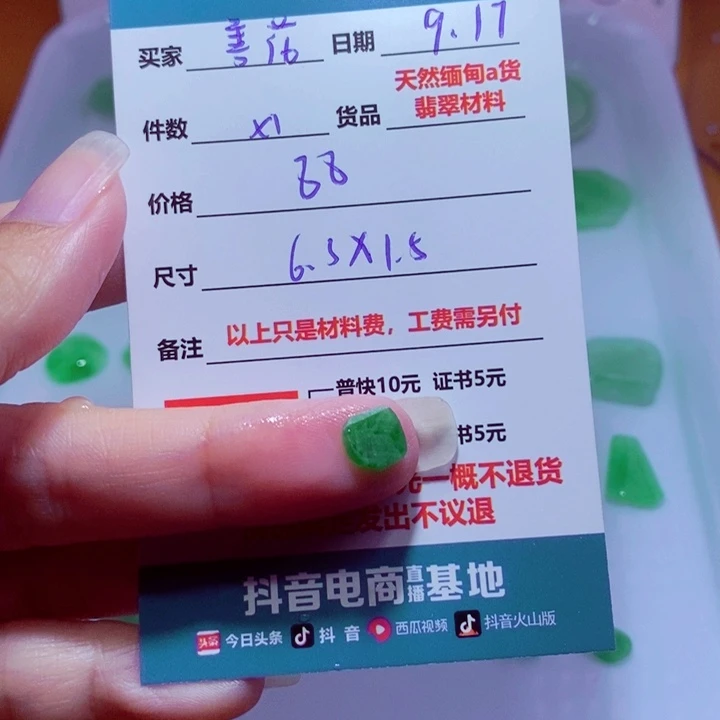 买家 善 日期 9.17
件数 x1 货品 天然缅甸a货
翡翠材料
价格 88
尺寸 6.5X1.5
备注 以上只是材料费,工费需另付
普快10元 证书5元
书5元
一概不退货
发出不议退
抖音电商直播基地
头条 今日头条 抖音 西瓜视频 抖音火山版